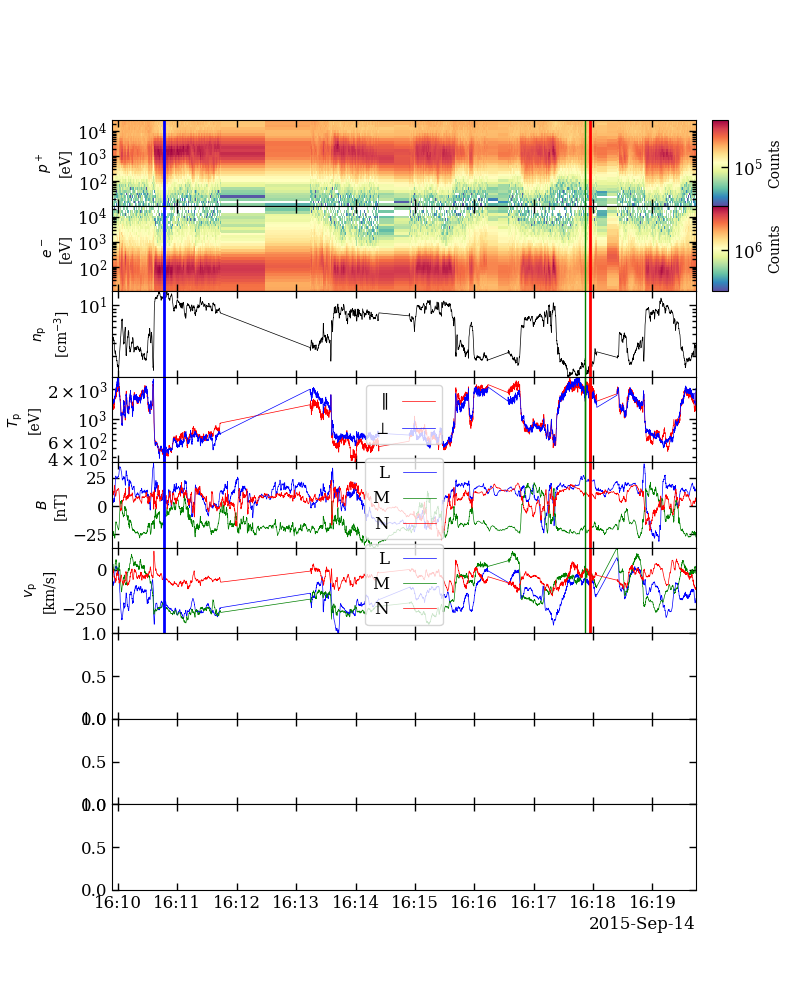 10⁴
10³
10²
p⁺
[eV]
10⁵
Counts
10⁴
10³
10²
e⁻
[eV]
10⁶
Counts
10¹
nₚ
[cm⁻³]
2 × 10³
10³
6 × 10²
4 × 10²
Tₚ
[eV]
∥
⊥
25
0
−25
B
[nT]
L
M
N
0
−250
vₚ
[km/s]
L
M
N
1.0
0.5
0.0
1.0
0.5
0.0
1.0
0.5
0.0
16:10 16:11 16:12 16:13 16:14 16:15 16:16 16:17 16:18 16:19
2015-Sep-14